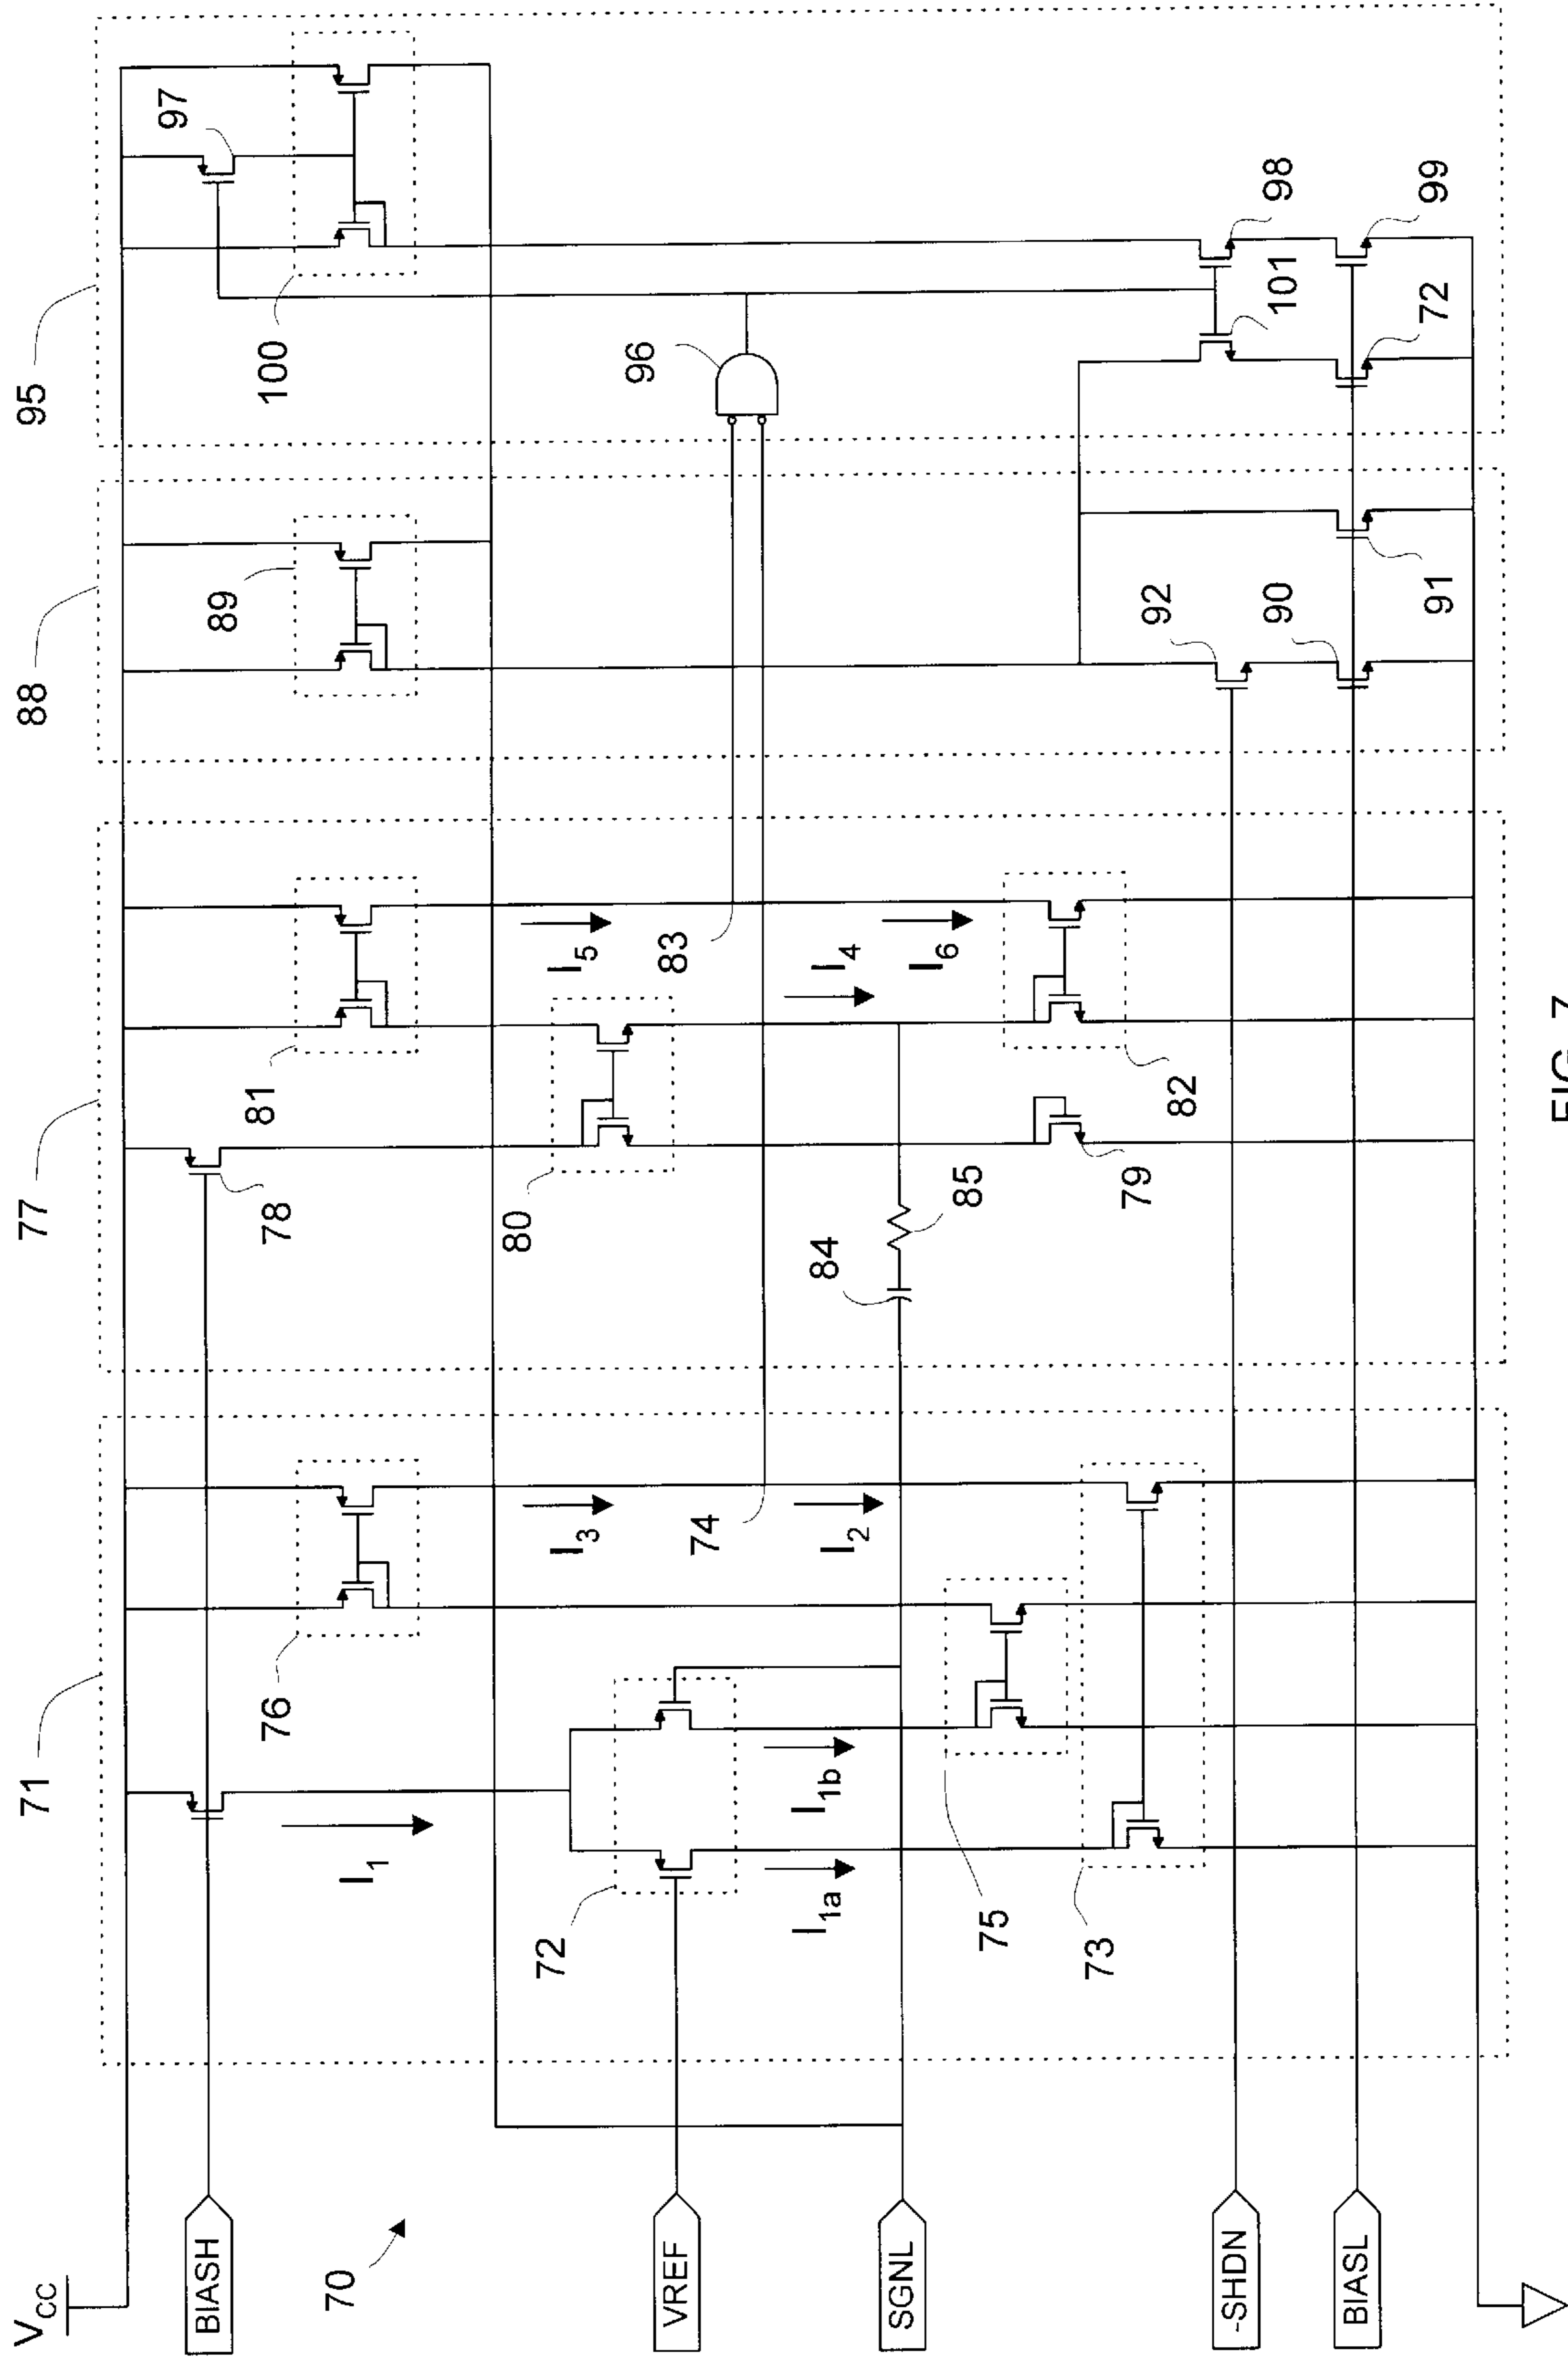 V_CC
BIASH
70
VREF
SGNL
-SHDN
BIASL
71
I_1
72
I_1a
I_1b
75
73
76
I_3
74
I_2
77
78
80
84
85
79
81
I_5
83
I_4
I_6
82
88
89
92
90
91
95
100
97
96
98
101
72
99
FIG. 7